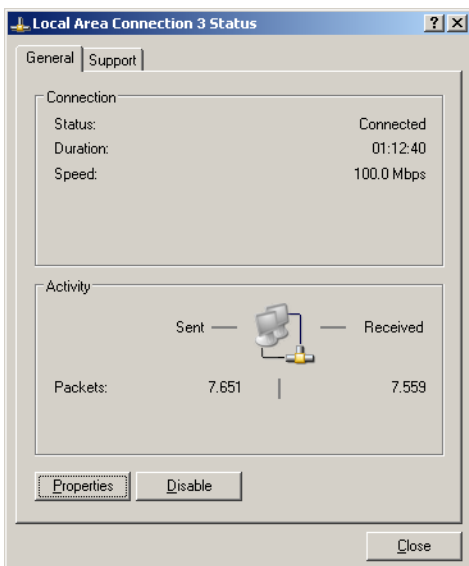 Local Area Connection 3 Status
General Support
Connection
Status: Connected
Duration: 01:12:40
Speed: 100.0 Mbps
Activity
Sent Received
Packets: 7.651 7.559
Properties Disable
Close